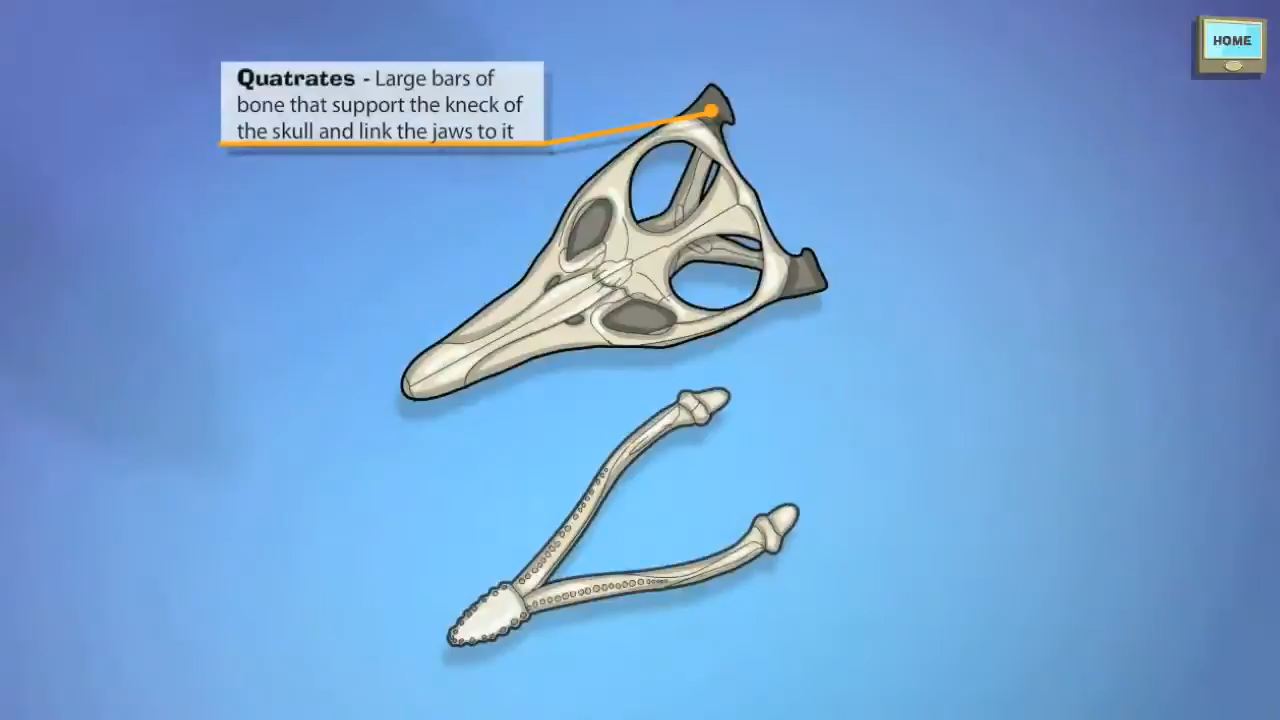 Quatrates - Large bars of
bone that support the kneck of
the skull and link the jaws to it
HOME